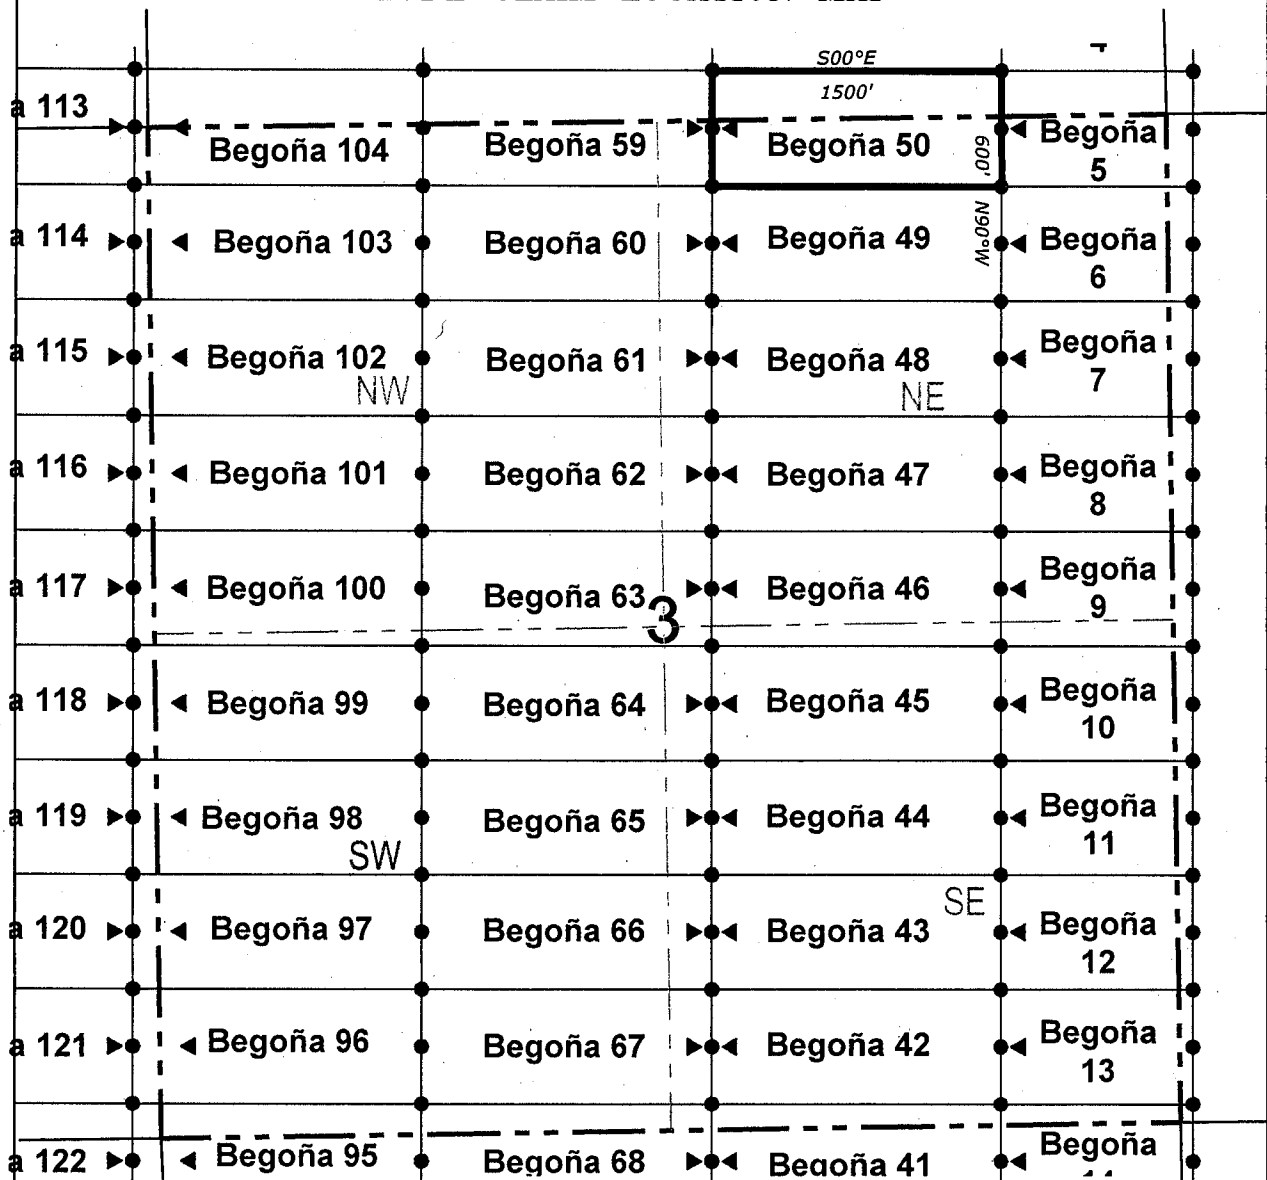 S00°E
1500'
a 113
Begoña 104
Begoña 59
Begoña 50
600'
Begoña
5
a 114
Begoña 103
Begoña 60
Begoña 49
N90°W
Begoña
6
a 115
Begoña 102
Begoña 61
Begoña 48
Begoña
7
NW
NE
a 116
Begoña 101
Begoña 62
Begoña 47
Begoña
8
a 117
Begoña 100
Begoña 63
Begoña 46
Begoña
9
3
a 118
Begoña 99
Begoña 64
Begoña 45
Begoña
10
a 119
Begoña 98
Begoña 65
Begoña 44
Begoña
11
SW
SE
a 120
Begoña 97
Begoña 66
Begoña 43
Begoña
12
a 121
Begoña 96
Begoña 67
Begoña 42
Begoña
13
a 122
Begoña 95
Begoña 68
Begoña 41
Begoña